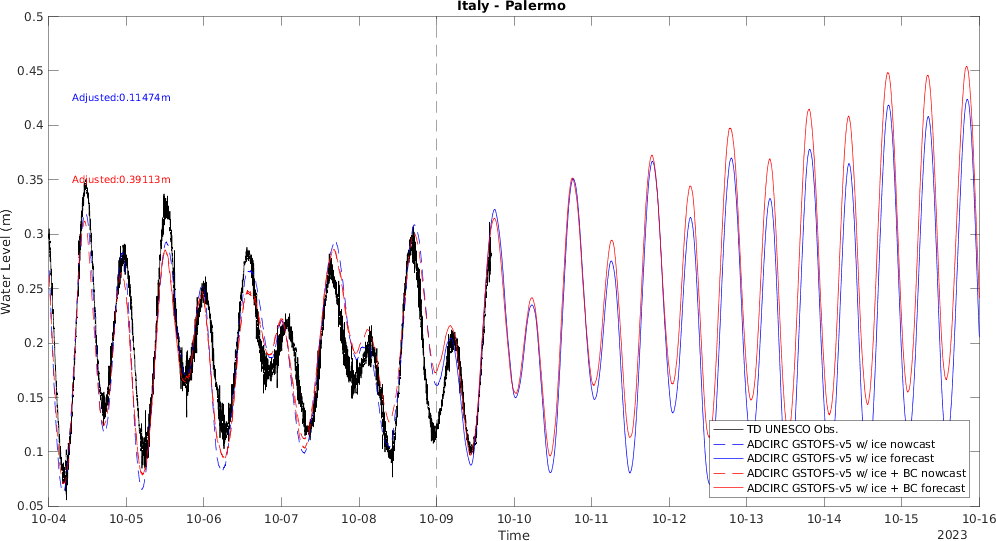 Italy - Palermo
0.5
0.45
0.4
0.35
0.3
0.25
0.2
0.15
0.1
0.05
Water Level (m)
Adjusted:0.11474m
Adjusted:0.39113m
TD UNESCO Obs.
ADCIRC GSTOFS-v5 w/ ice nowcast
ADCIRC GSTOFS-v5 w/ ice forecast
ADCIRC GSTOFS-v5 w/ ice + BC nowcast
ADCIRC GSTOFS-v5 w/ ice + BC forecast
10-04 10-05 10-06 10-07 10-08 10-09 10-10 10-11 10-12 10-13 10-14 10-15 10-16
Time
2023